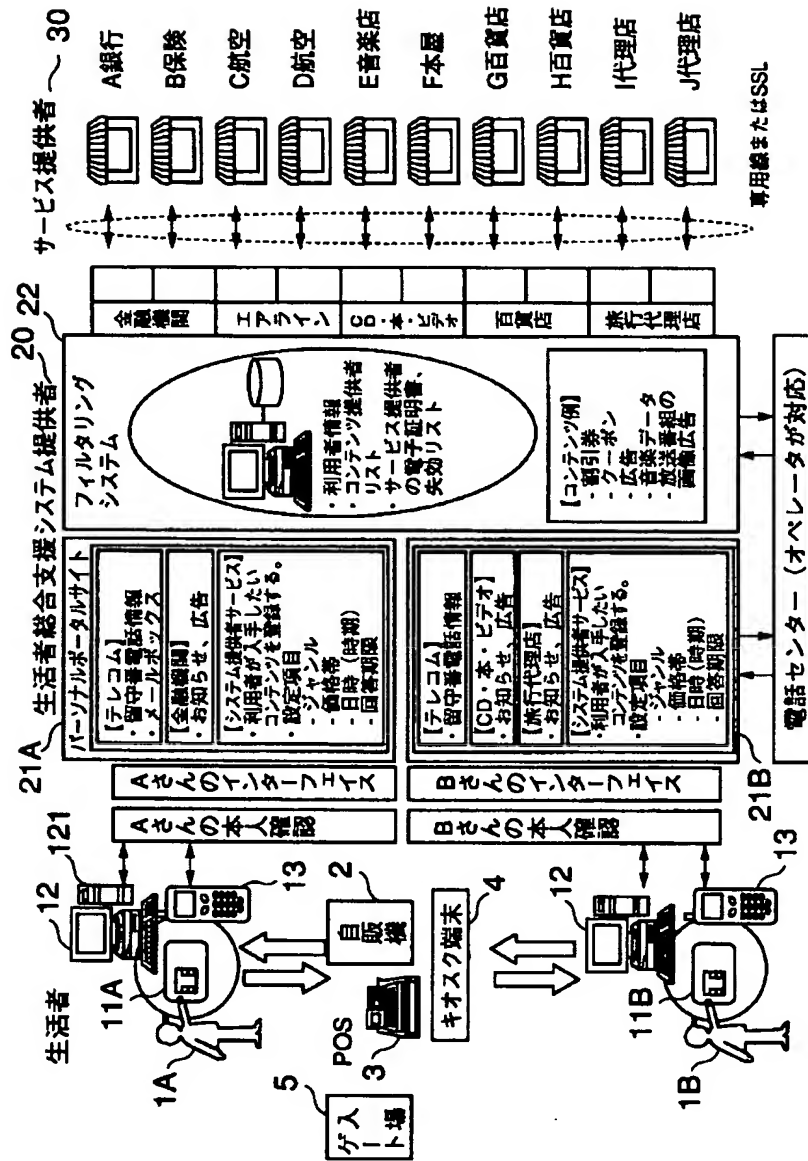 生活者
生活者総合支援システム提供者
20
サービス提供者
30
1A
11A
12
121
13
POS
3
自販機
2
キオスク端末
4
入場
ゲート
5
1B
11B
12
13
Aさんの本人確認
Aさんのインターフェイス
Bさんの本人確認
Bさんのインターフェイス
21A
パーソナルポータルサイト
【テレコム】
・留守番電話情報
・メールボックス
【金融機関】
お知らせ、広告
【システム提供者サービス】
・利用者が入手したい
コンテンツを登録する。
・設定項目
-ジャンル
-価格帯
-日時(時期)
-回答期限
21B
【テレコム】
・留守番電話情報
【CD・本・ビデオ】
お知らせ、広告
【旅行代理店】
お知らせ、広告
【システム提供者サービス】
・利用者が入手したい
コンテンツを登録する。
・設定項目
-ジャンル
-価格帯
-日時(時期)
-回答期限
22
フィルタリング
システム
・利用者情報
・コンテンツ提供者
リスト
・サービス提供者
の電子証明書、
失効リスト
【コンテンツ例】
・割引券
・クーポン
・広告
・音楽データ
・放送番組の
画像広告
金融機関
エアライン
CD・本・ビデオ
百貨店
旅行代理店
A銀行
B保険
C航空
D航空
E音楽店
F本屋
G百貨店
H百貨店
I代理店
J代理店
専用線またはSSL
電話センター(オペレータが対応)